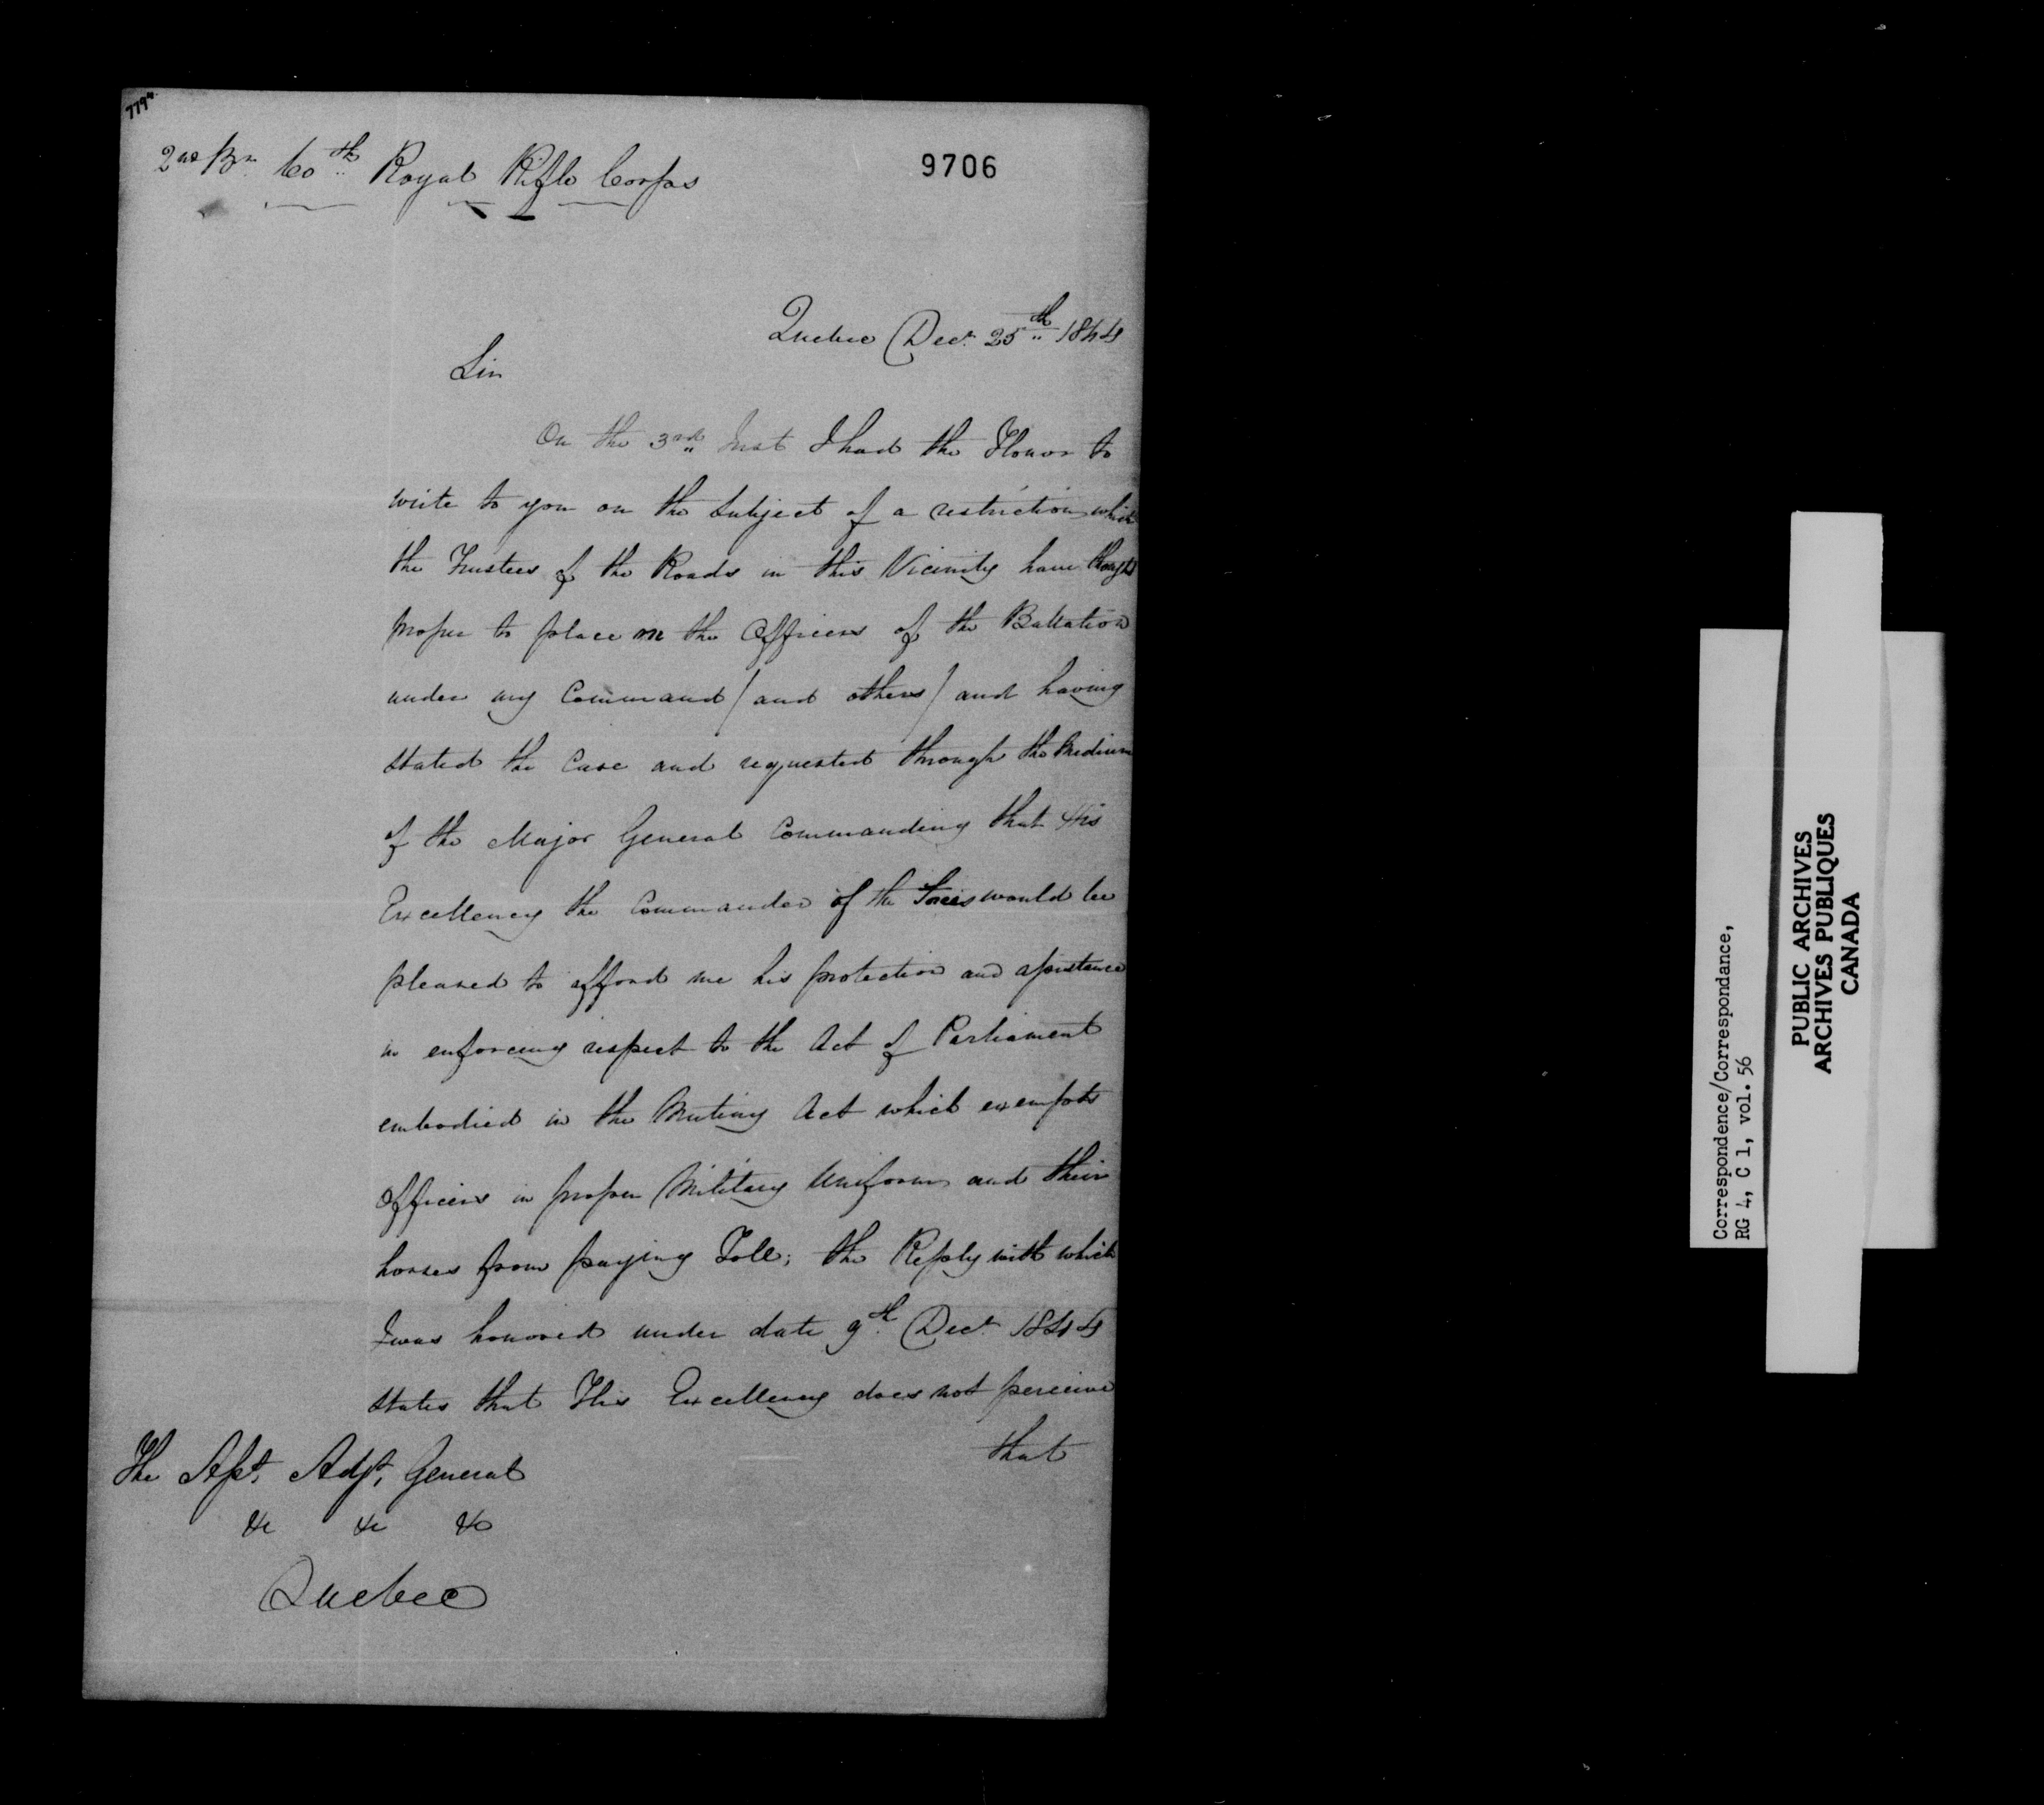 2nd Bn 60th Royal Rifle Corps
9706
Quebec Decr 25th 1844
Sir
On the 3rd Inst I had the Honor to
write to you on the Subject of a restriction which
the Trustees of the Roads in this Vicinity have thought
proper to place on the Officers of the Battalion
under my Command / and others / and having
stated the Case and requested through the Medium
of the Major General Commanding that His
Excellency the Commander of the Forces would be
pleased to afford me his protection and assistance
in enforcing respect to the Act of Parliament
embodied in the Mutiny Act which exempts
Officers in proper Military Uniform and their
horses from paying Toll; the Reply with which
I was honored under date 9th Decr 1844
states that His Excellency does not perceive
that
The Asst. Adjt. General
&c &c &c
Quebec
Correspondence/Correspondance,
RG 4, C 1, vol. 56
PUBLIC ARCHIVES
ARCHIVES PUBLIQUES
CANADA